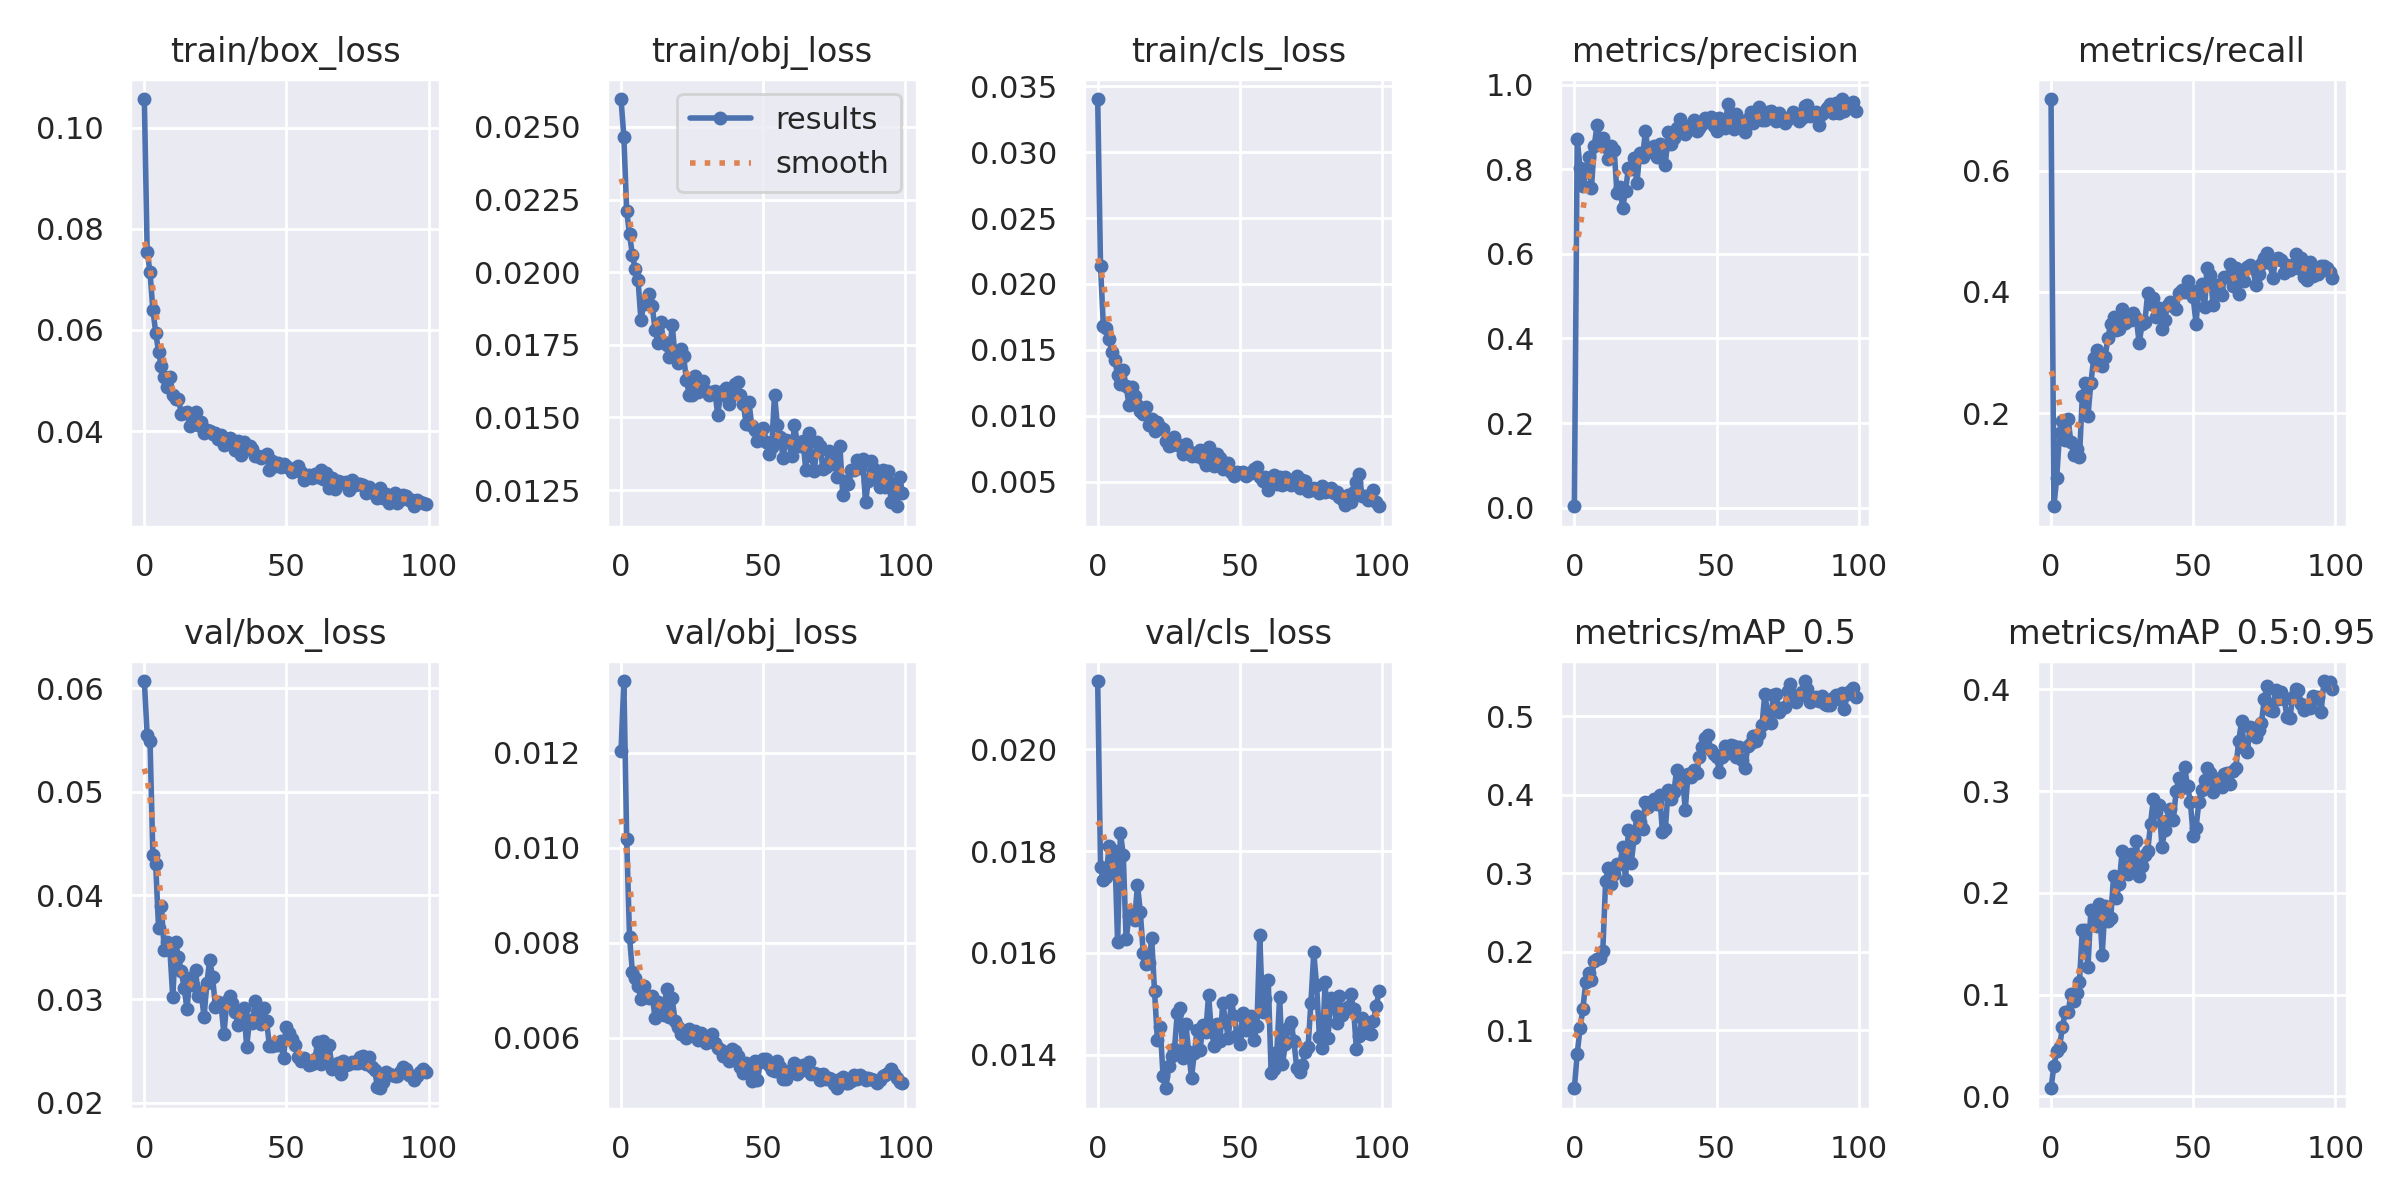 train/box_loss
0.10
0.08
0.06
0.04
0 50 100
train/obj_loss
results
smooth
0.0250
0.0225
0.0200
0.0175
0.0150
0.0125
0 50 100
train/cls_loss
0.035
0.030
0.025
0.020
0.015
0.010
0.005
0 50 100
metrics/precision
1.0
0.8
0.6
0.4
0.2
0.0
0 50 100
metrics/recall
0.6
0.4
0.2
0 50 100
val/box_loss
0.06
0.05
0.04
0.03
0.02
0 50 100
val/obj_loss
0.012
0.010
0.008
0.006
0 50 100
val/cls_loss
0.020
0.018
0.016
0.014
0 50 100
metrics/mAP_0.5
0.5
0.4
0.3
0.2
0.1
0 50 100
metrics/mAP_0.5:0.95
0.4
0.3
0.2
0.1
0.0
0 50 100